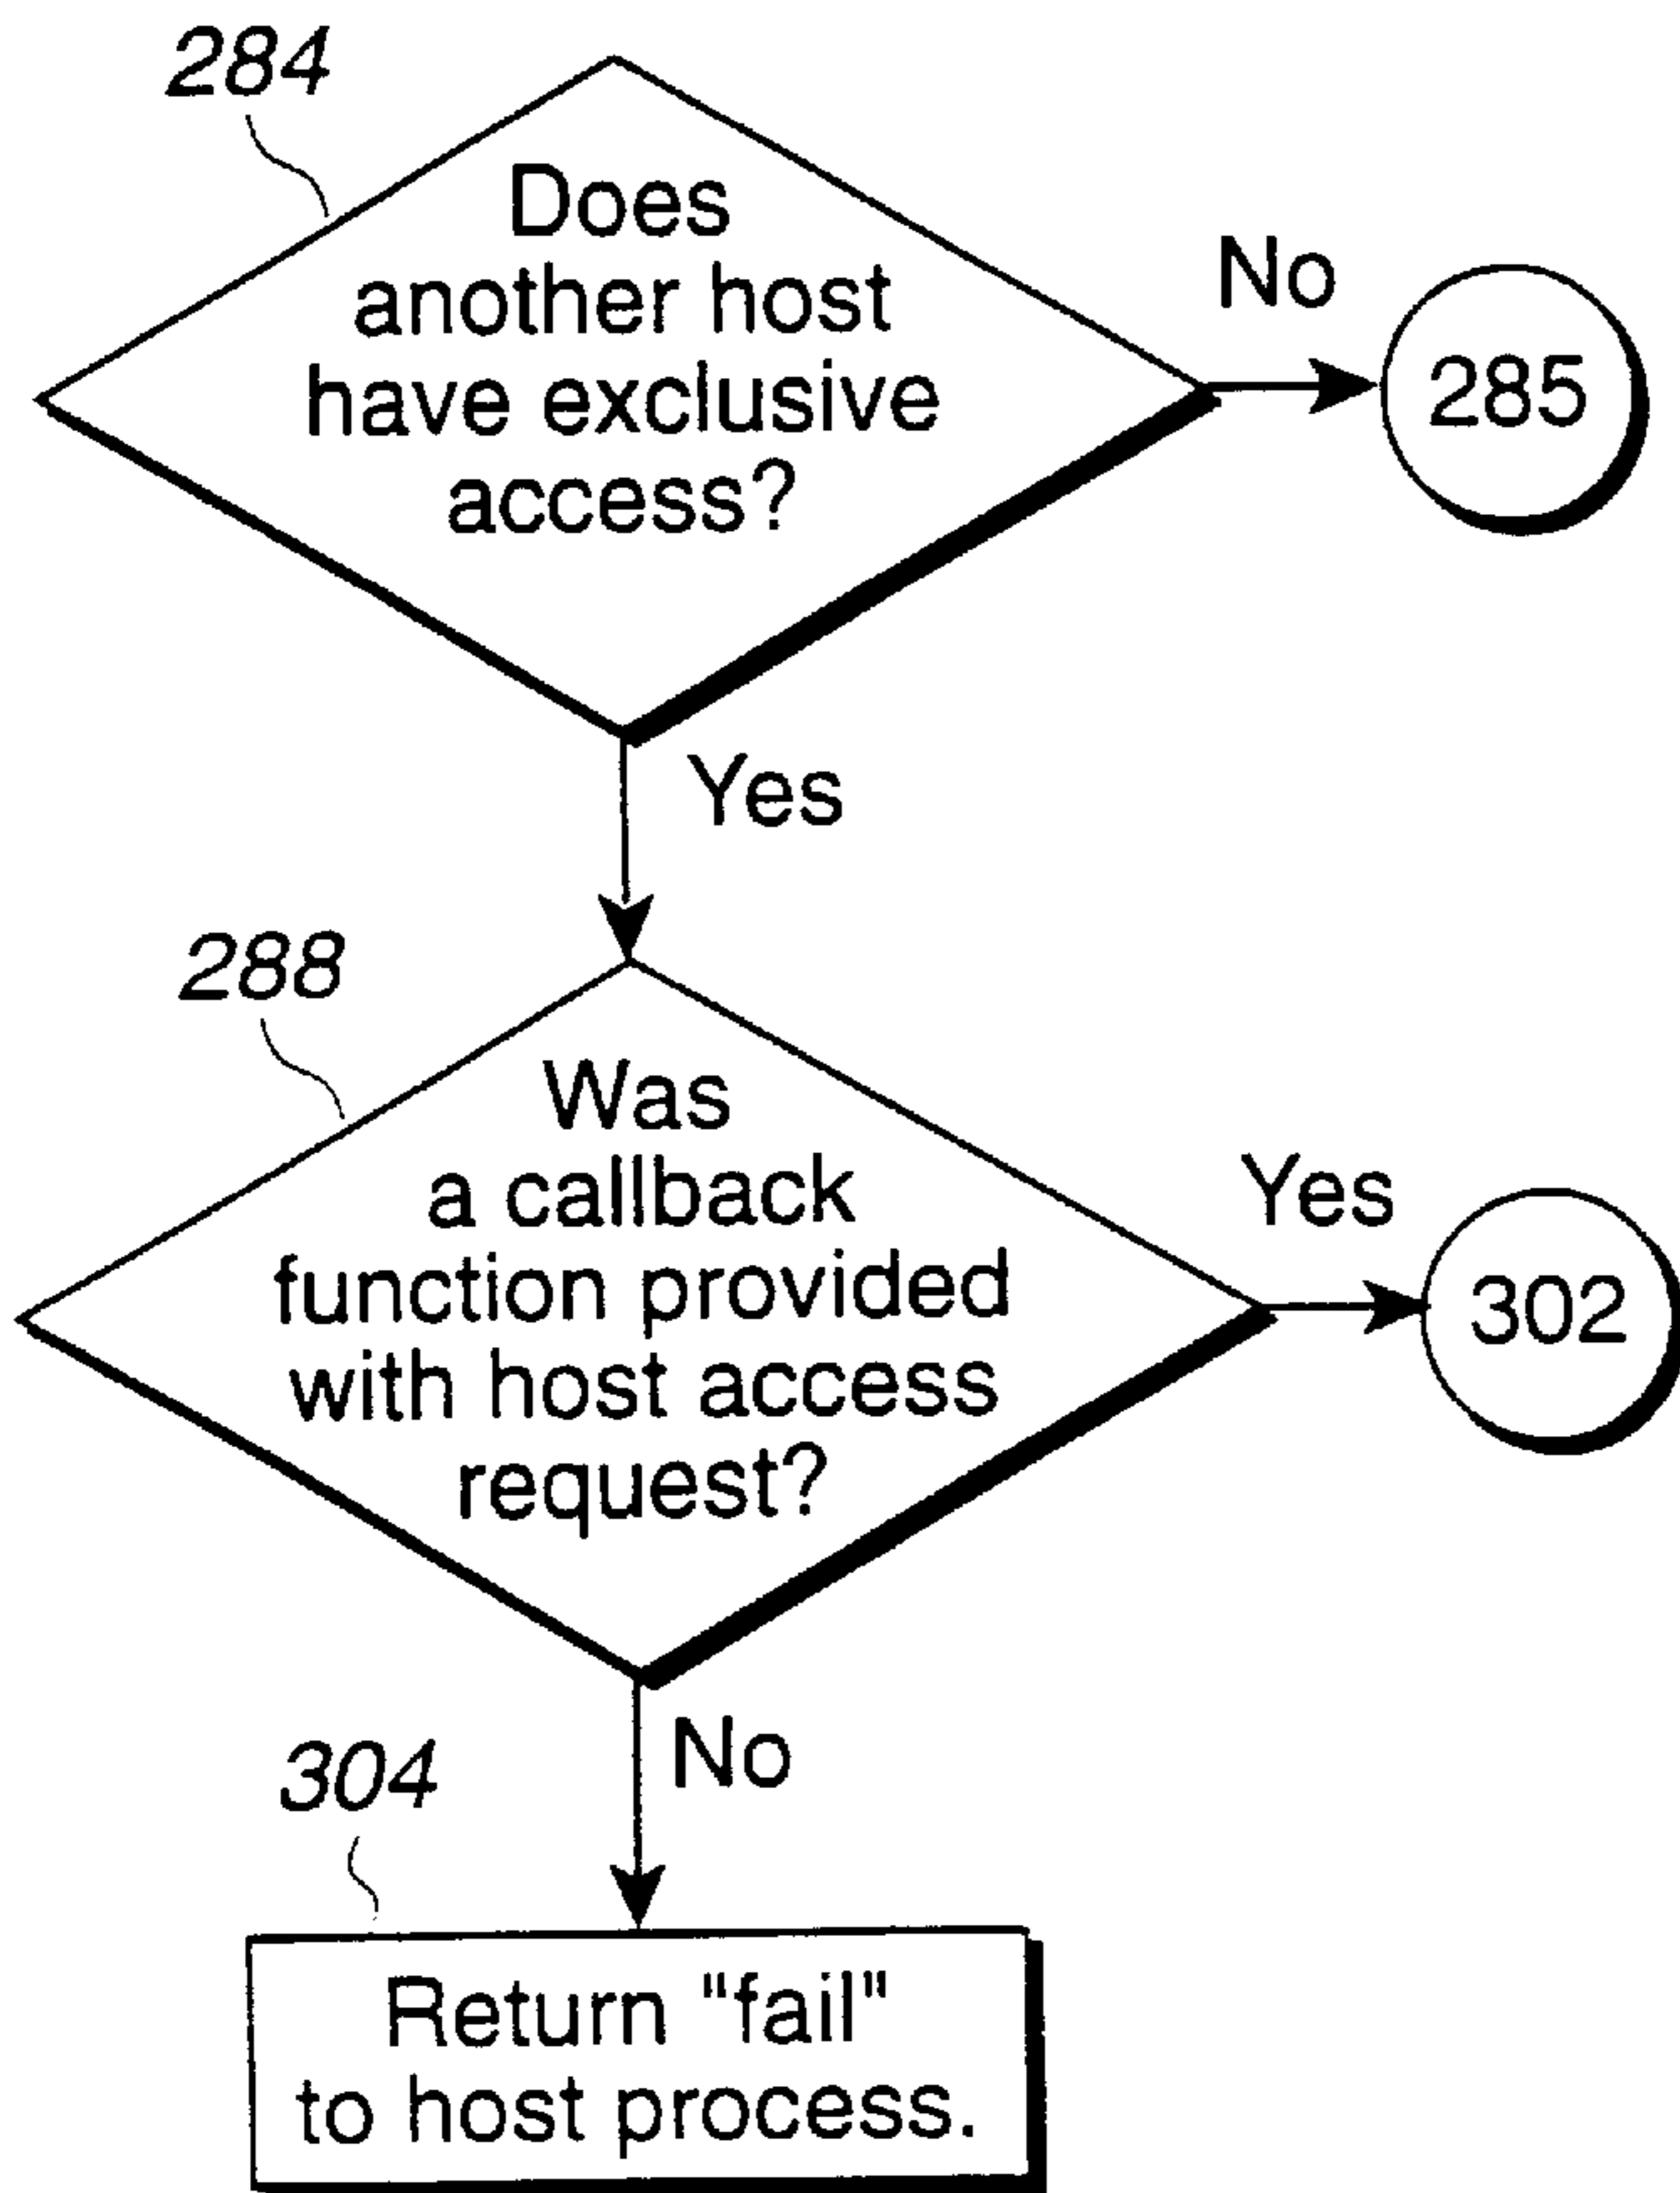 284
Does
another host
have exclusive
access?
No
285
Yes
288
Was
a callback
function provided
with host access
request?
Yes
302
No
304
Return "fail"
to host process.